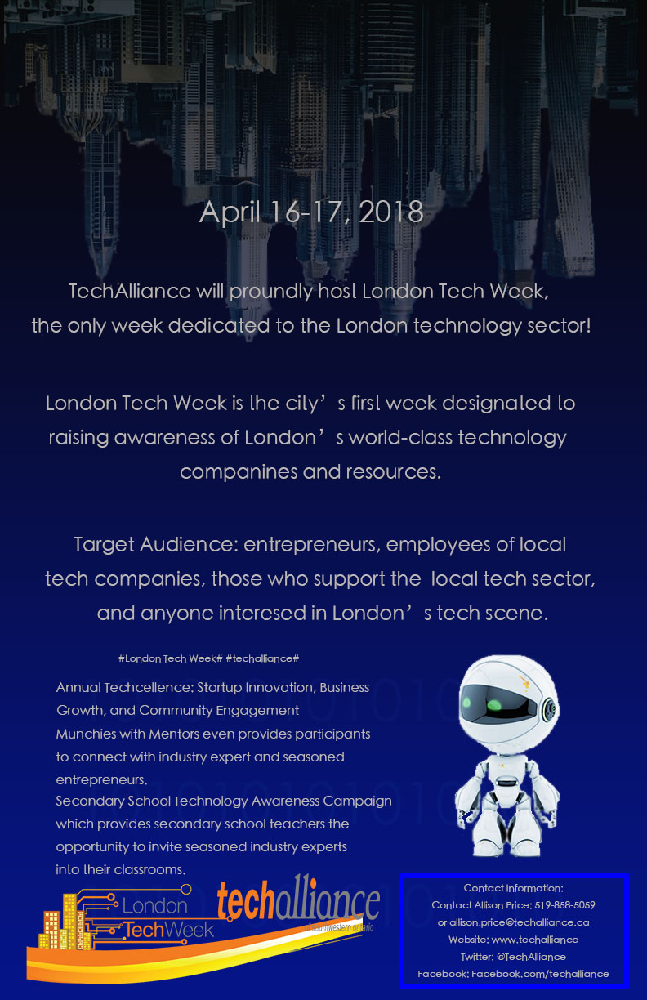 April 16-17, 2018
TechAlliance will proundly host London Tech Week,
the only week dedicated to the London technology sector!
London Tech Week is the city’s first week designated to
raising awareness of London’s world-class technology
companines and resources.
Target Audience: entrepreneurs, employees of local
tech companies, those who support the local tech sector,
and anyone interesed in London’s tech scene.
#London Tech Week# #techalliance#
Annual Techcellence: Startup Innovation, Business
Growth, and Community Engagement
Munchies with Mentors even provides participants
to connect with industry expert and seasoned
entrepreneurs.
Secondary School Technology Awareness Campaign
which provides secondary school teachers the
opportunity to invite seasoned industry experts
into their classrooms.
London
TechWeek
techalliance
of southwestern ontario
Contact Information:
Contact Allison Price: 519-858-5059
or allison.price@techalliance.ca
Website: www.techalliance
Twitter: @TechAlliance
Facebook: Facebook.com/techalliance